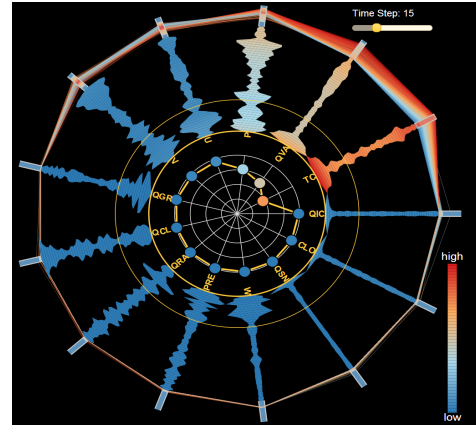 Time Step: 15
P
QVA
TC
QIC
CLO
QSN
W
PRE
QRA
QCL
QGR
V
U
high
low